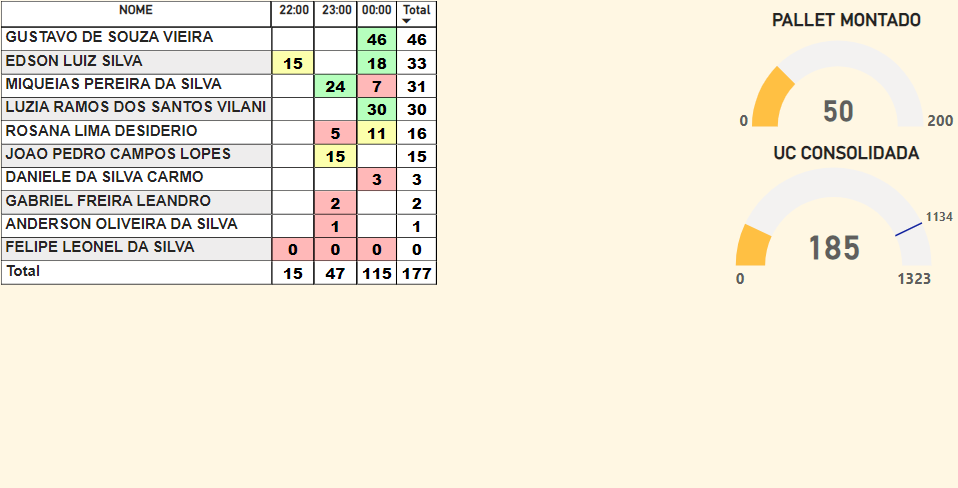 NOME 22:00 23:00 00:00 Total
GUSTAVO DE SOUZA VIEIRA 46 46
EDSON LUIZ SILVA 15 18 33
MIQUEIAS PEREIRA DA SILVA 24 7 31
LUZIA RAMOS DOS SANTOS VILANI 30 30
ROSANA LIMA DESIDERIO 5 11 16
JOAO PEDRO CAMPOS LOPES 15 15
DANIELE DA SILVA CARMO 3 3
GABRIEL FREIRA LEANDRO 2 2
ANDERSON OLIVEIRA DA SILVA 1 1
FELIPE LEONEL DA SILVA 0 0 0 0
Total 15 47 115 177
PALLET MONTADO
0 50 200
UC CONSOLIDADA
1134
185
0 1323